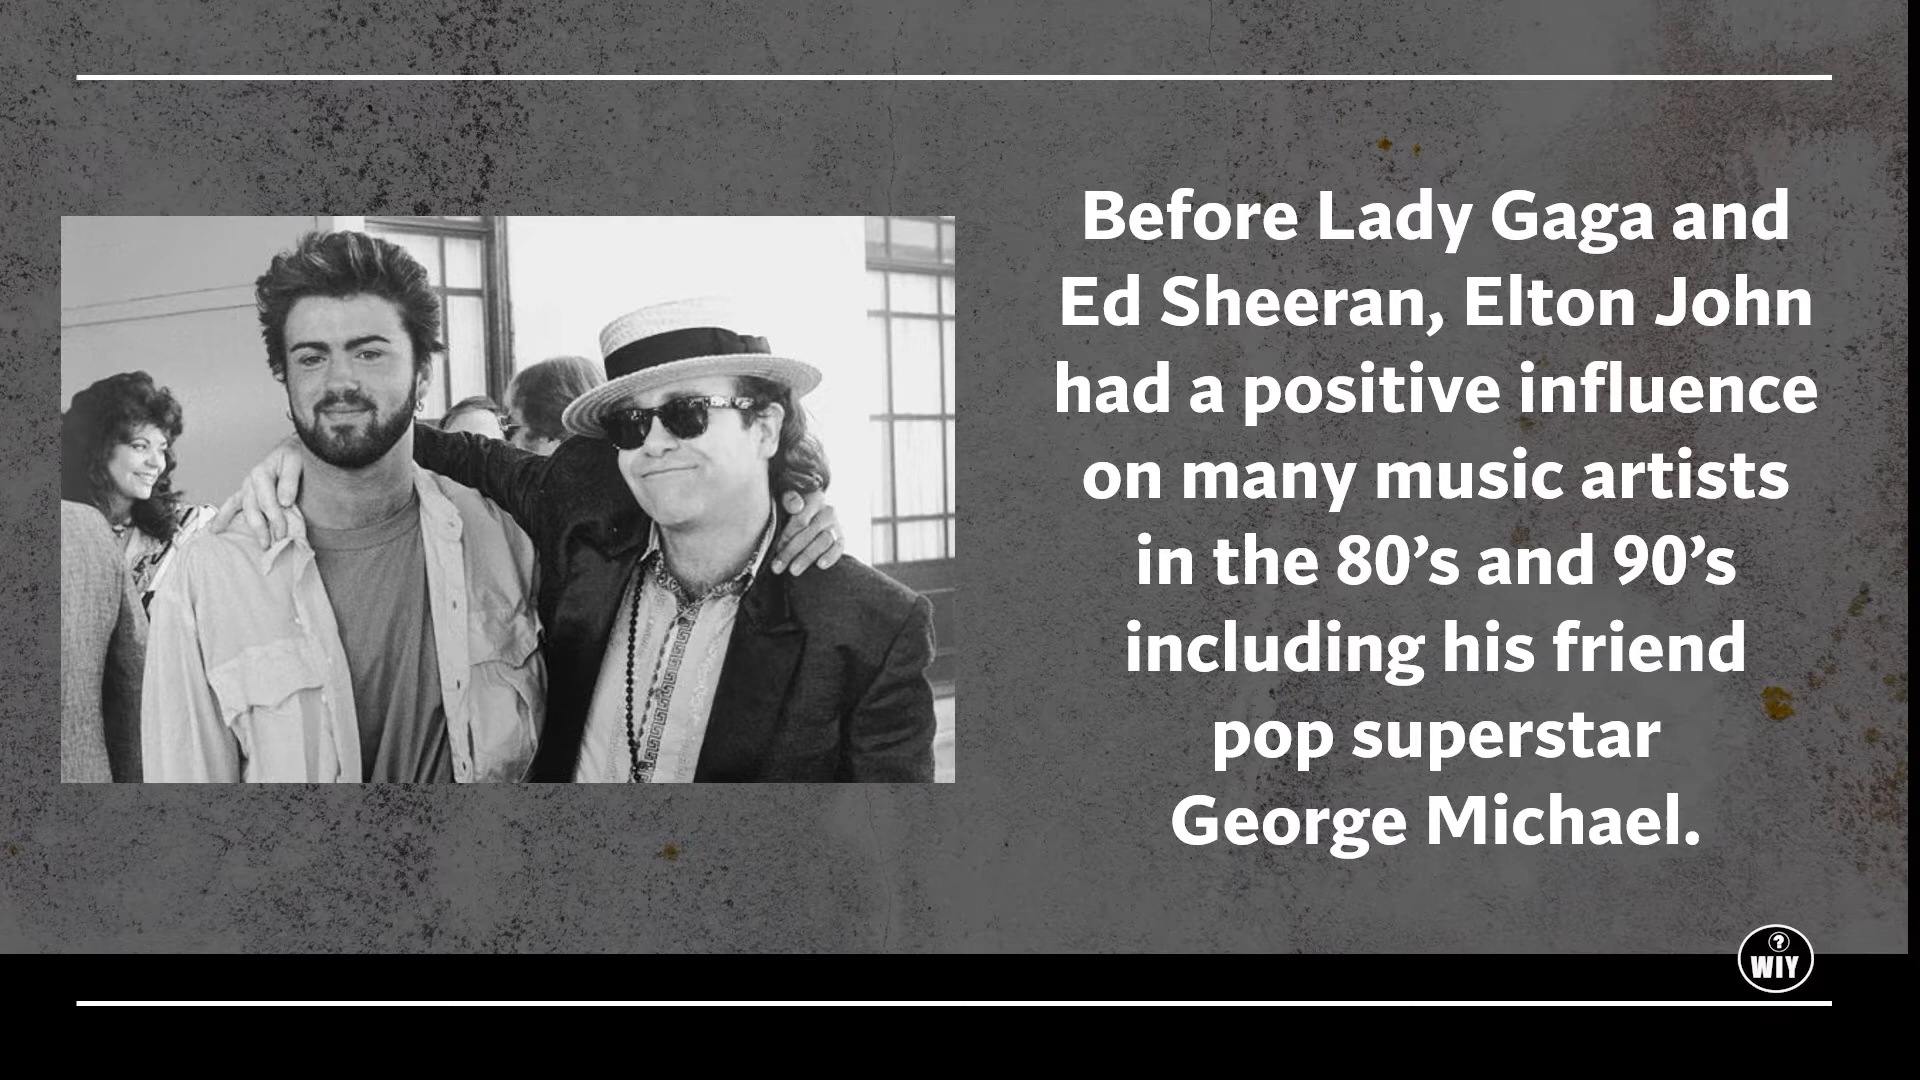 Before Lady Gaga and
Ed Sheeran, Elton John
had a positive influence
on many music artists
in the 80’s and 90’s
including his friend
pop superstar
George Michael.
?
WIY